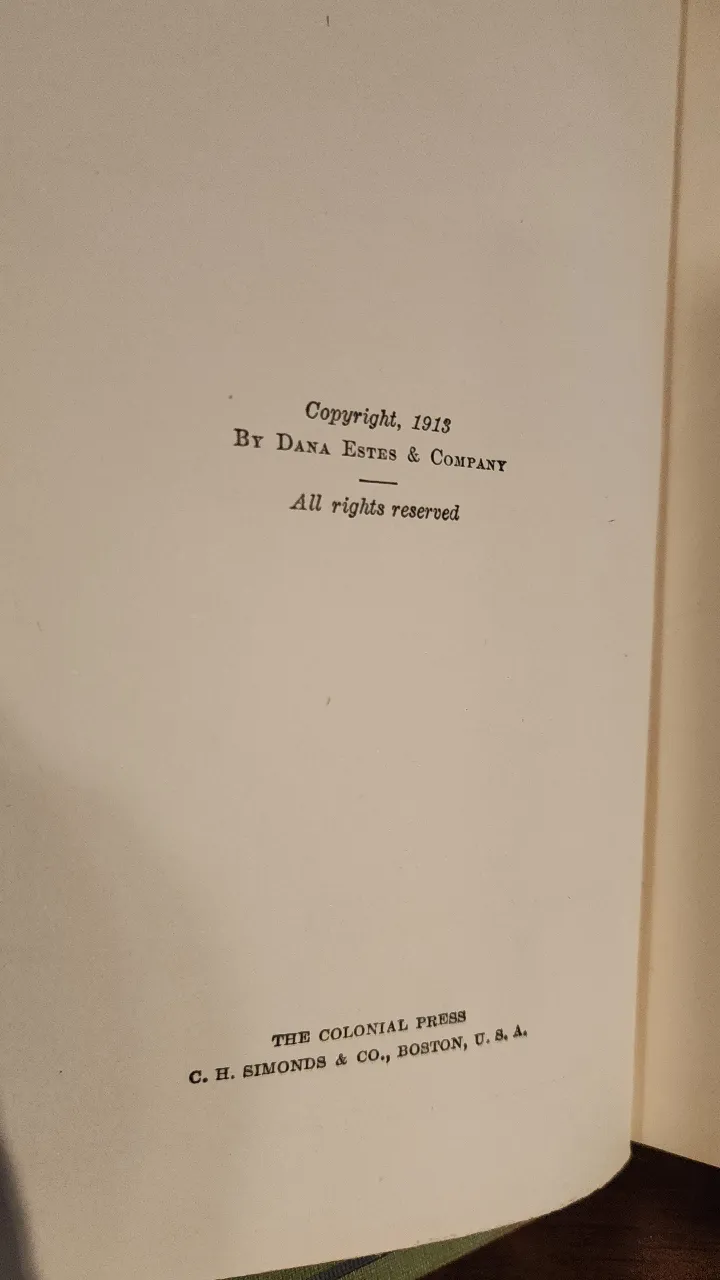 Copyright, 1913
By Dana Estes & Company
All rights reserved
THE COLONIAL PRESS
C. H. SIMONDS & CO., BOSTON, U. S. A.